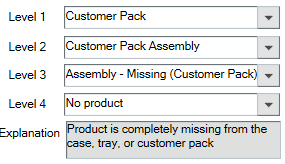 Level 1 Customer Pack
Level 2 Customer Pack Assembly
Level 3 Assembly - Missing (Customer Pack)
Level 4 No product
Explanation Product is completely missing from the
case, tray, or customer pack